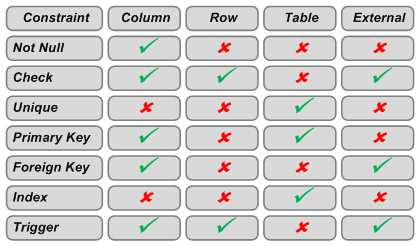 Constraint Column Row Table External
Not Null ✓ ✗ ✗ ✗
Check ✓ ✓ ✗ ✓
Unique ✗ ✗ ✓ ✗
Primary Key ✓ ✗ ✓ ✗
Foreign Key ✓ ✗ ✗ ✓
Index ✗ ✗ ✓ ✗
Trigger ✓ ✓ ✗ ✓